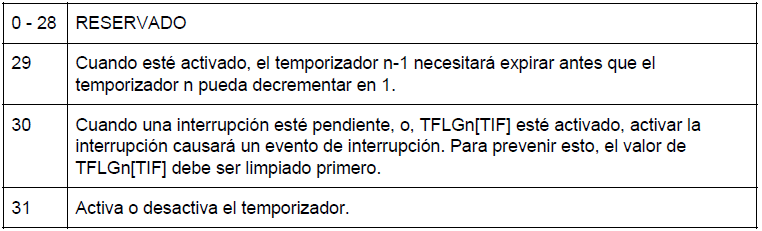 0 - 28 RESERVADO
29 Cuando esté activado, el temporizador n-1 necesitará expirar antes que el
temporizador n pueda decrementar en 1.
30 Cuando una interrupción esté pendiente, o, TFLGn[TIF] esté activado, activar la
interrupción causará un evento de interrupción. Para prevenir esto, el valor de
TFLGn[TIF] debe ser limpiado primero.
31 Activa o desactiva el temporizador.